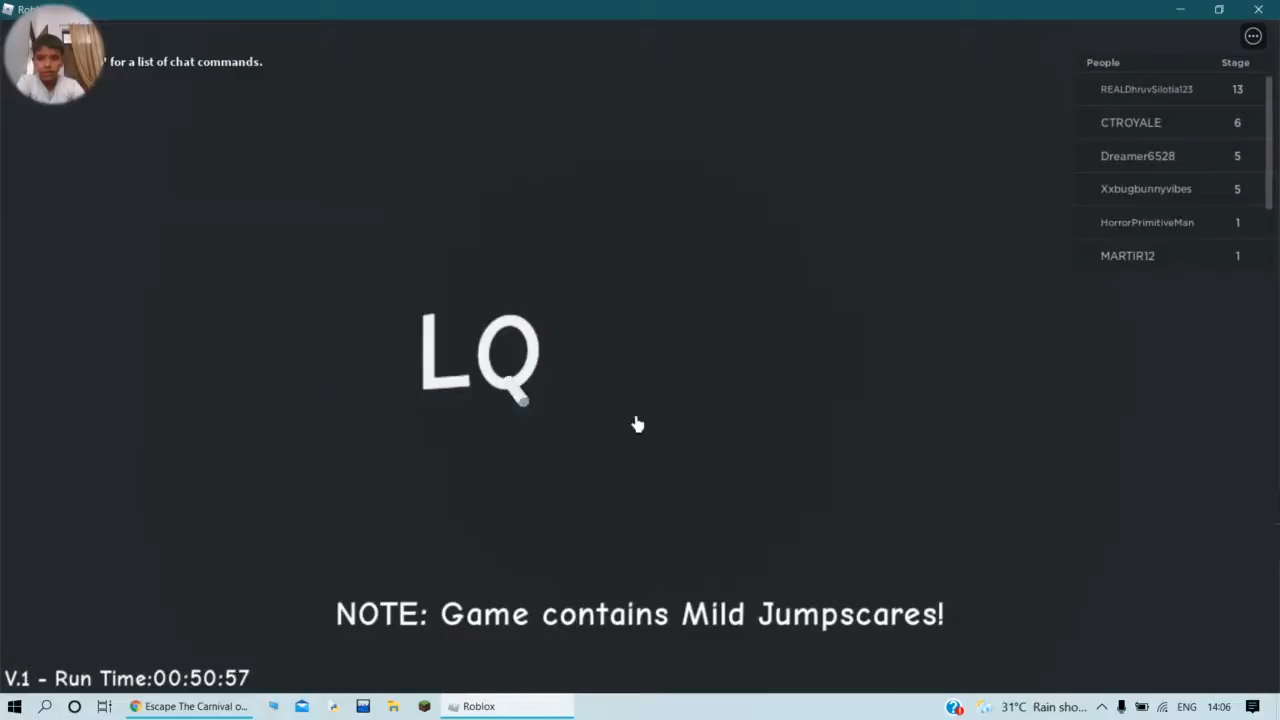 for a list of chat commands.
People Stage
REALDhruvSilotia123 13
CTROYALE 6
Dreamer6528 5
Xxbugbunnyvibes 5
HorrorPrimitiveMan 1
MARTIR12 1
LQ
NOTE: Game contains Mild Jumpscares!
V.1 - Run Time:00:50:57
Escape The Carnival o...
Roblox
31°C Rain sho...
ENG
14:06